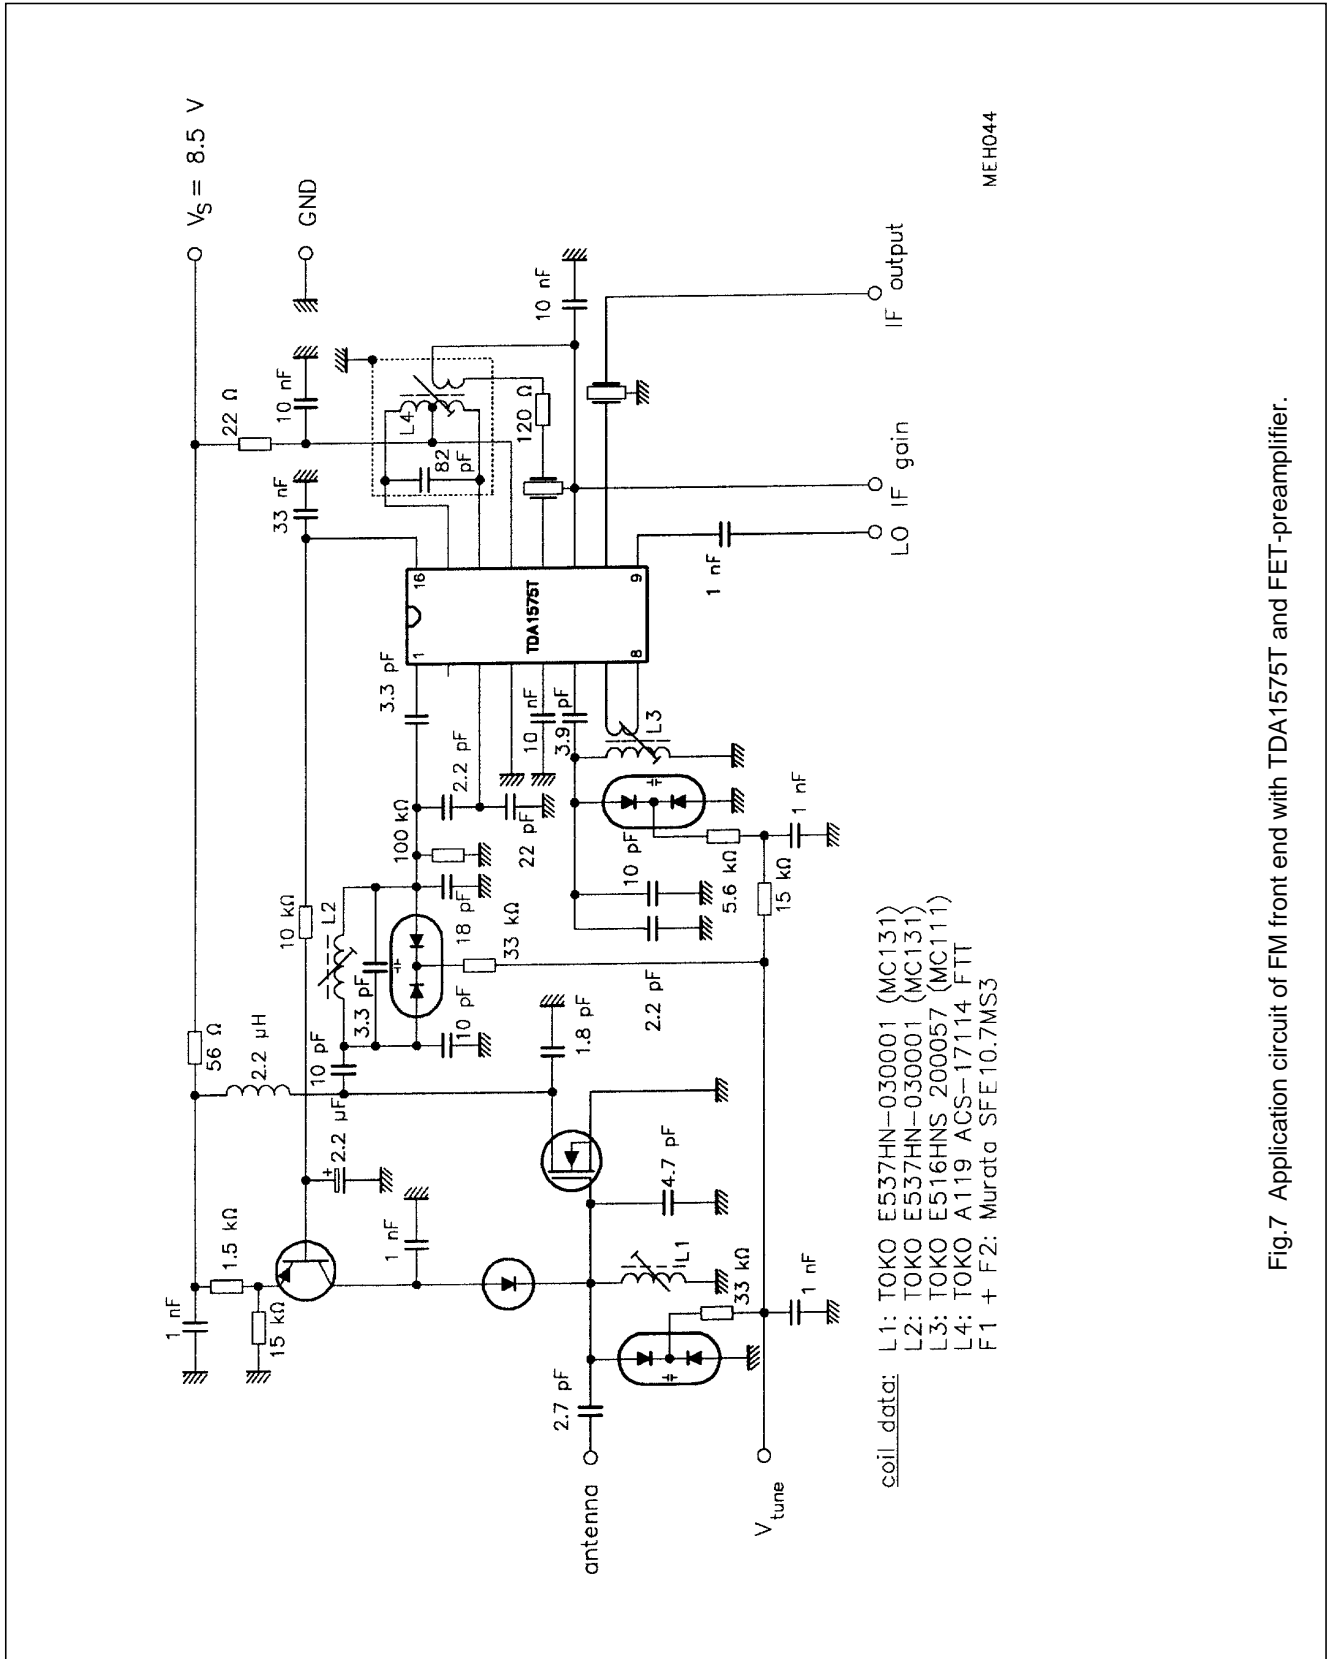 V_S = 8.5 V
GND
22 Ω
10 nF
33 nF
L4
82 pF
120 Ω
10 nF
IF output
IF gain
LO
1 nF
16
9
TDA1575T
1
8
3.3 pF
2.2 pF
22 pF
10 nF
3.9 pF
L3
100 kΩ
10 kΩ
L2
3.3 pF
18 pF
33 kΩ
10 pF
10 pF
5.6 kΩ
15 kΩ
1 nF
2.2 pF
56 Ω
2.2 μH
10 pF
1.8 pF
+
2.2 μF
1.5 kΩ
15 kΩ
1 nF
1 nF
4.7 pF
L1
33 kΩ
1 nF
2.7 pF
antenna
V_tune
coil data:
L1: TOKO E537HN-030001 (MC131)
L2: TOKO E537HN-030001 (MC131)
L3: TOKO E516HNS 200057 (MC111)
L4: TOKO A119 ACS-17114 FTT
F1 + F2: Murata SFE10.7MS3
MEH044
Fig.7 Application circuit of FM front end with TDA1575T and FET-preamplifier.